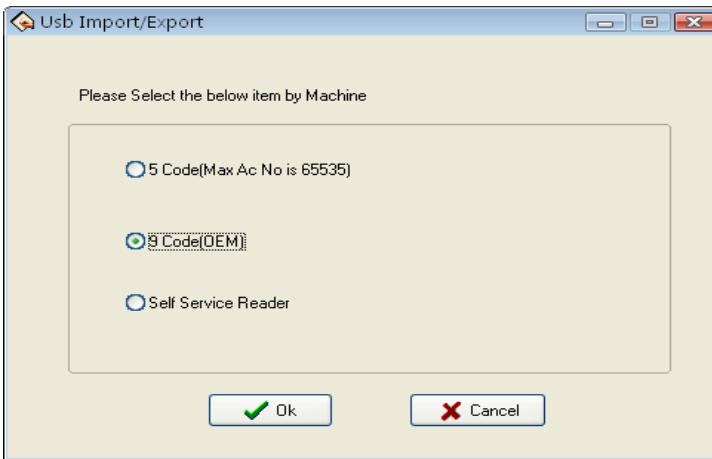 Usb Import/Export
Please Select the below item by Machine
5 Code(Max Ac No is 65535)
9 Code(OEM)
Self Service Reader
Ok
Cancel